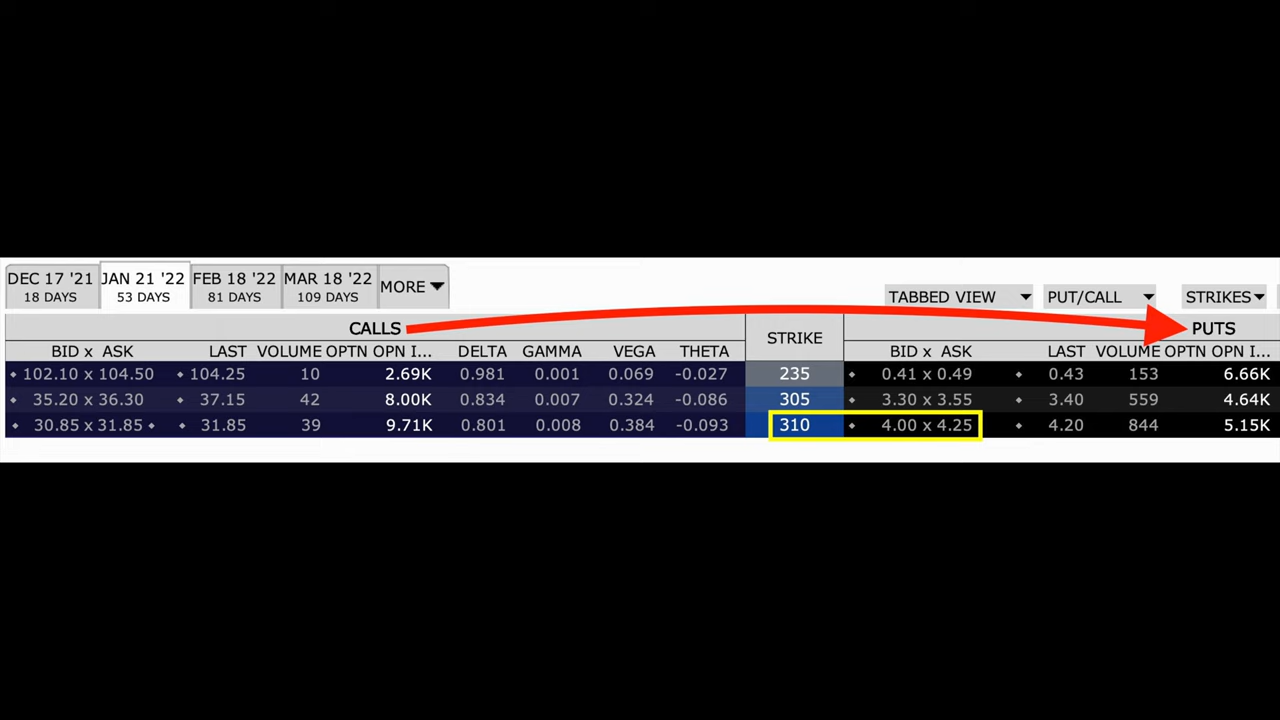 DEC 17 '21 JAN 21 '22 FEB 18 '22 MAR 18 '22 MORE
18 DAYS 53 DAYS 81 DAYS 109 DAYS
TABBED VIEW PUT/CALL STRIKES
CALLS STRIKE PUTS
BID x ASK LAST VOLUME OPTN OPN I... DELTA GAMMA VEGA THETA BID x ASK LAST VOLUME OPTN OPN I...
102.10 x 104.50 104.25 10 2.69K 0.981 0.001 0.069 -0.027 235 0.41 x 0.49 0.43 153 6.66K
35.20 x 36.30 37.15 42 8.00K 0.834 0.007 0.324 -0.086 305 3.30 x 3.55 3.40 559 4.64K
30.85 x 31.85 31.85 39 9.71K 0.801 0.008 0.384 -0.093 310 4.00 x 4.25 4.20 844 5.15K